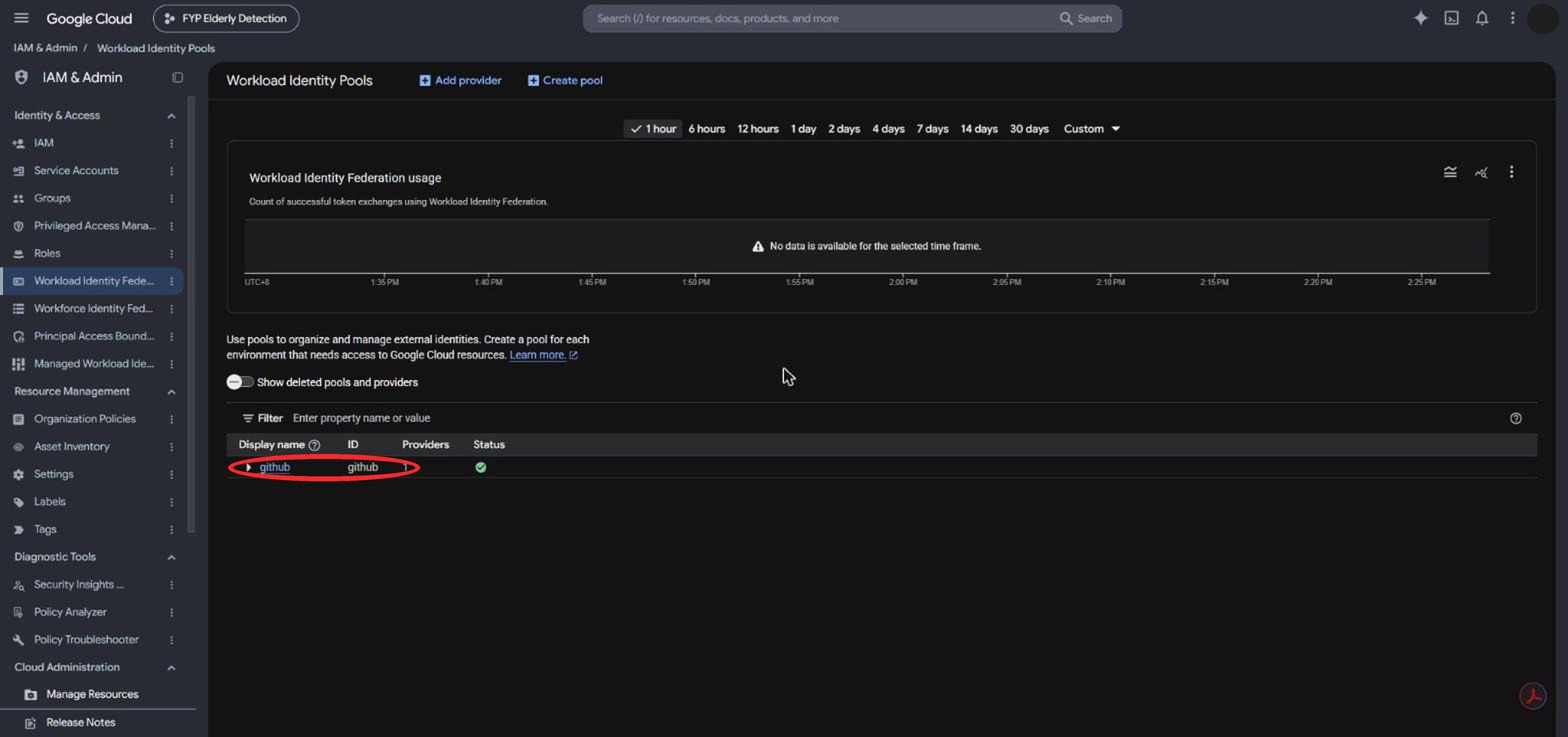 Google Cloud FYP Elderly Detection Search (/) for resources, docs, products, and more Search
IAM & Admin / Workload Identity Pools
IAM & Admin
Identity & Access
IAM
Service Accounts
Groups
Privileged Access Mana...
Roles
Workload Identity Fede...
Workforce Identity Fed...
Principal Access Bound...
Managed Workload Ide...
Resource Management
Organization Policies
Asset Inventory
Settings
Labels
Tags
Diagnostic Tools
Security Insights ...
Policy Analyzer
Policy Troubleshooter
Cloud Administration
Manage Resources
Release Notes
Workload Identity Pools Add provider Create pool
1 hour 6 hours 12 hours 1 day 2 days 4 days 7 days 14 days 30 days Custom
Workload Identity Federation usage
Count of successful token exchanges using Workload Identity Federation.
No data is available for the selected time frame.
UTC+8 1:35 PM 1:40 PM 1:45 PM 1:50 PM 1:55 PM 2:00 PM 2:05 PM 2:10 PM 2:15 PM 2:20 PM 2:25 PM
Use pools to organize and manage external identities. Create a pool for each
environment that needs access to Google Cloud resources. Learn more.
Show deleted pools and providers
Filter Enter property name or value
Display name ID Providers Status
github github 1